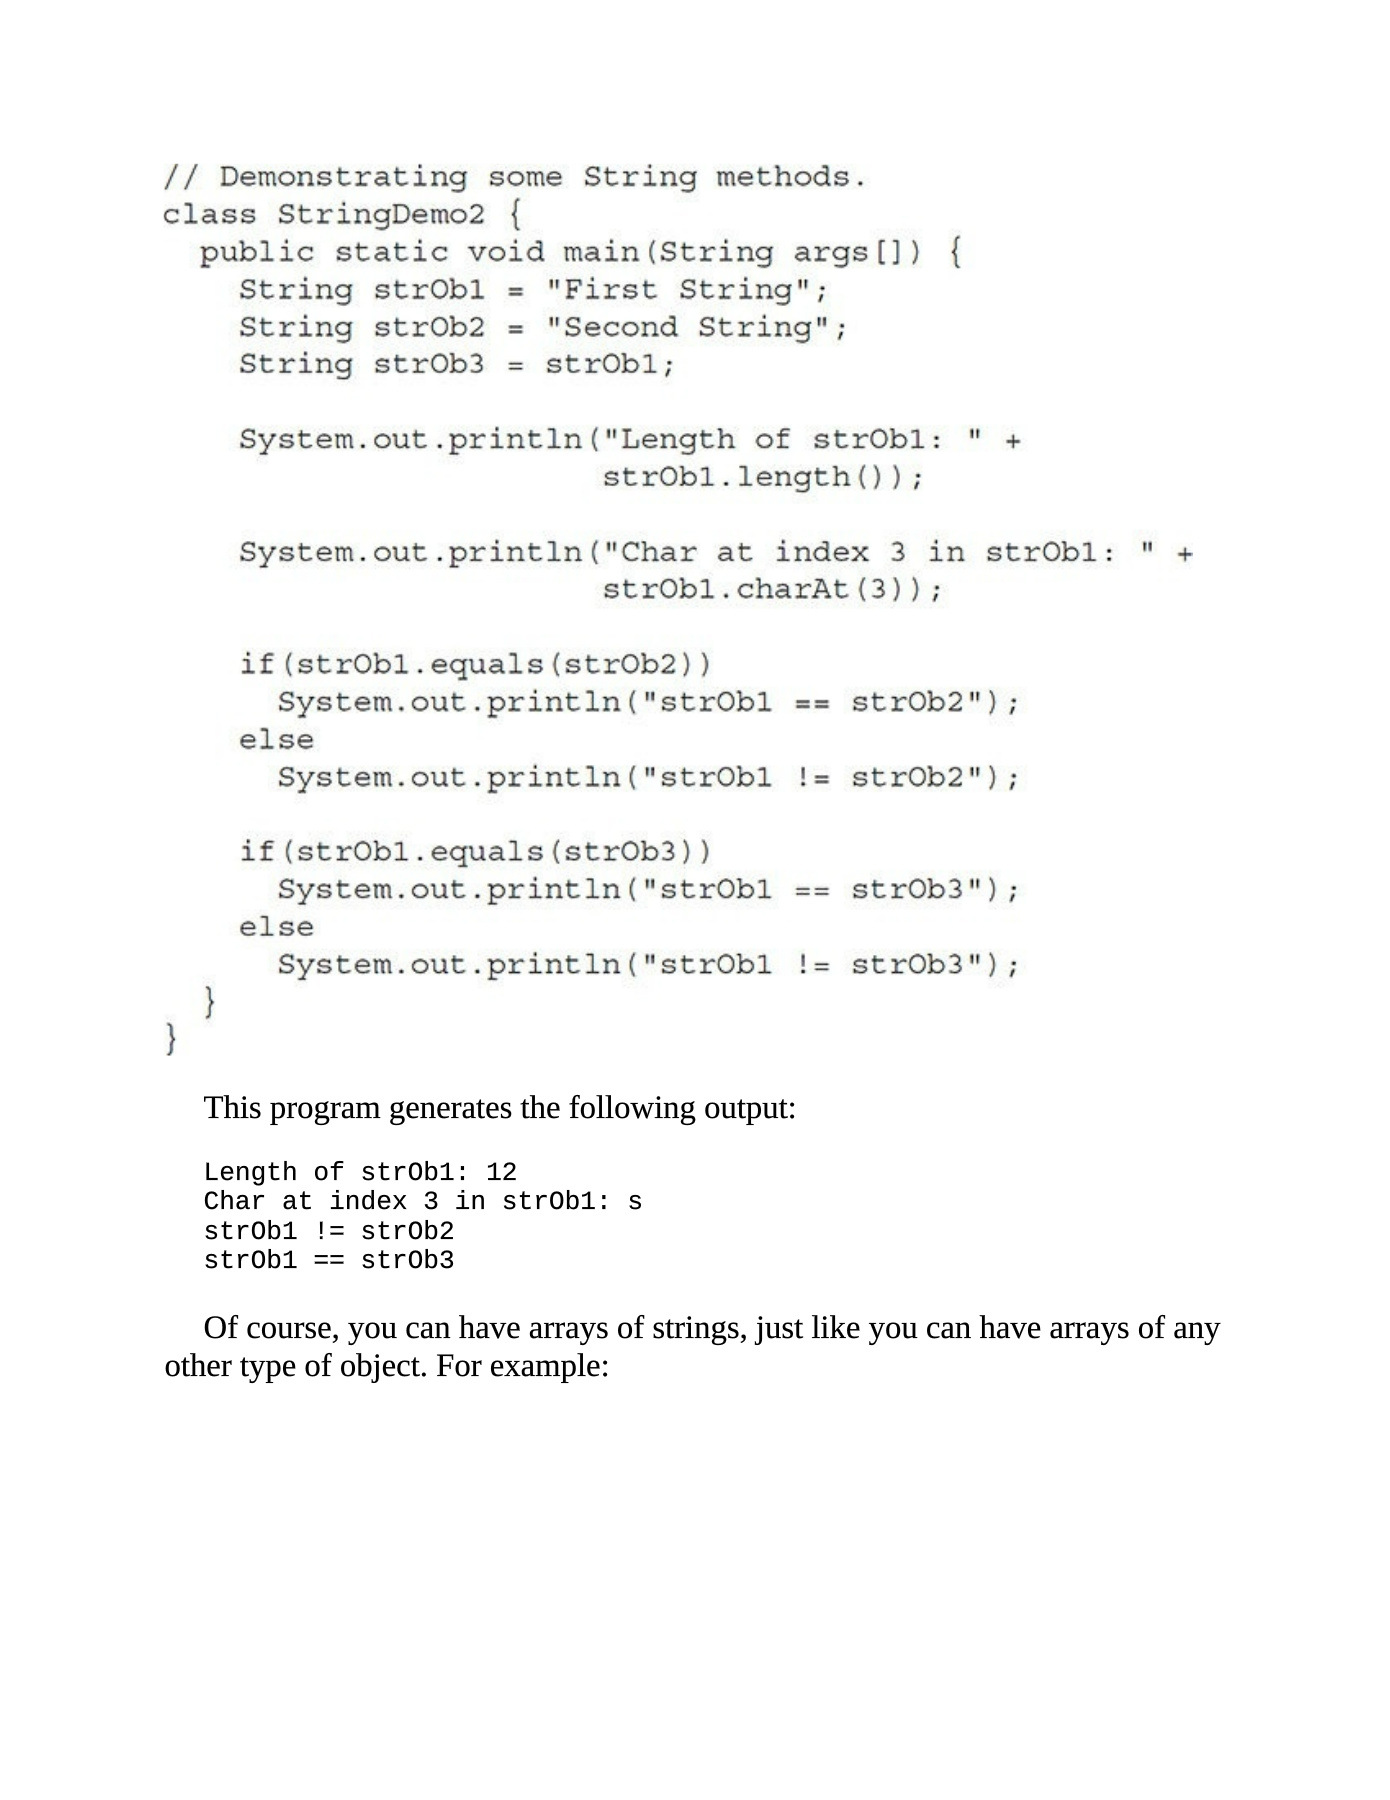 // Demonstrating some String methods.
class StringDemo2 {
  public static void main(String args[]) {
    String strOb1 = "First String";
    String strOb2 = "Second String";
    String strOb3 = strOb1;

    System.out.println("Length of strOb1: " +
                       strOb1.length());

    System.out.println("Char at index 3 in strOb1: " +
                       strOb1.charAt(3));

    if(strOb1.equals(strOb2))
      System.out.println("strOb1 == strOb2");
    else
      System.out.println("strOb1 != strOb2");

    if(strOb1.equals(strOb3))
      System.out.println("strOb1 == strOb3");
    else
      System.out.println("strOb1 != strOb3");
  }
}
This program generates the following output:
Length of strOb1: 12
Char at index 3 in strOb1: s
strOb1 != strOb2
strOb1 == strOb3
Of course, you can have arrays of strings, just like you can have arrays of any
other type of object. For example: